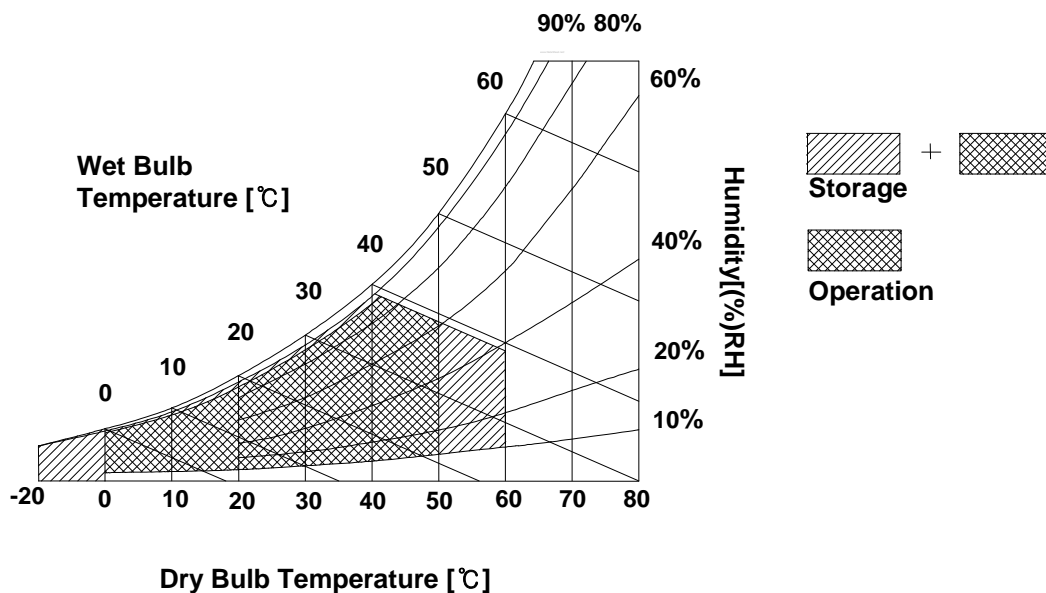 90% 80%
60
60%
50
Wet Bulb
Temperature [℃]
40
40%
30
20
20%
10
0
10%
Humidity[(%)RH]
-20 0 10 20 30 40 50 60 70 80
Dry Bulb Temperature [℃]
+
Storage
Operation